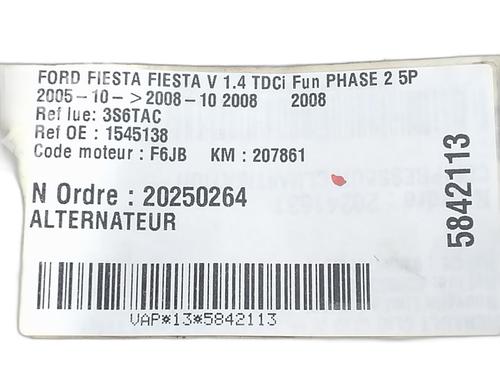 FORD FIESTA FIESTA V 1.4 TDCi Fun PHASE 2 5P
2005-10->2008-10 2008 2008
Ref lue: 3S6TAC
Ref OE : 1545138
Code moteur : F6JB KM : 207861
N Ordre : 20250264
ALTERNATEUR
VAP*13*5842113
5842113